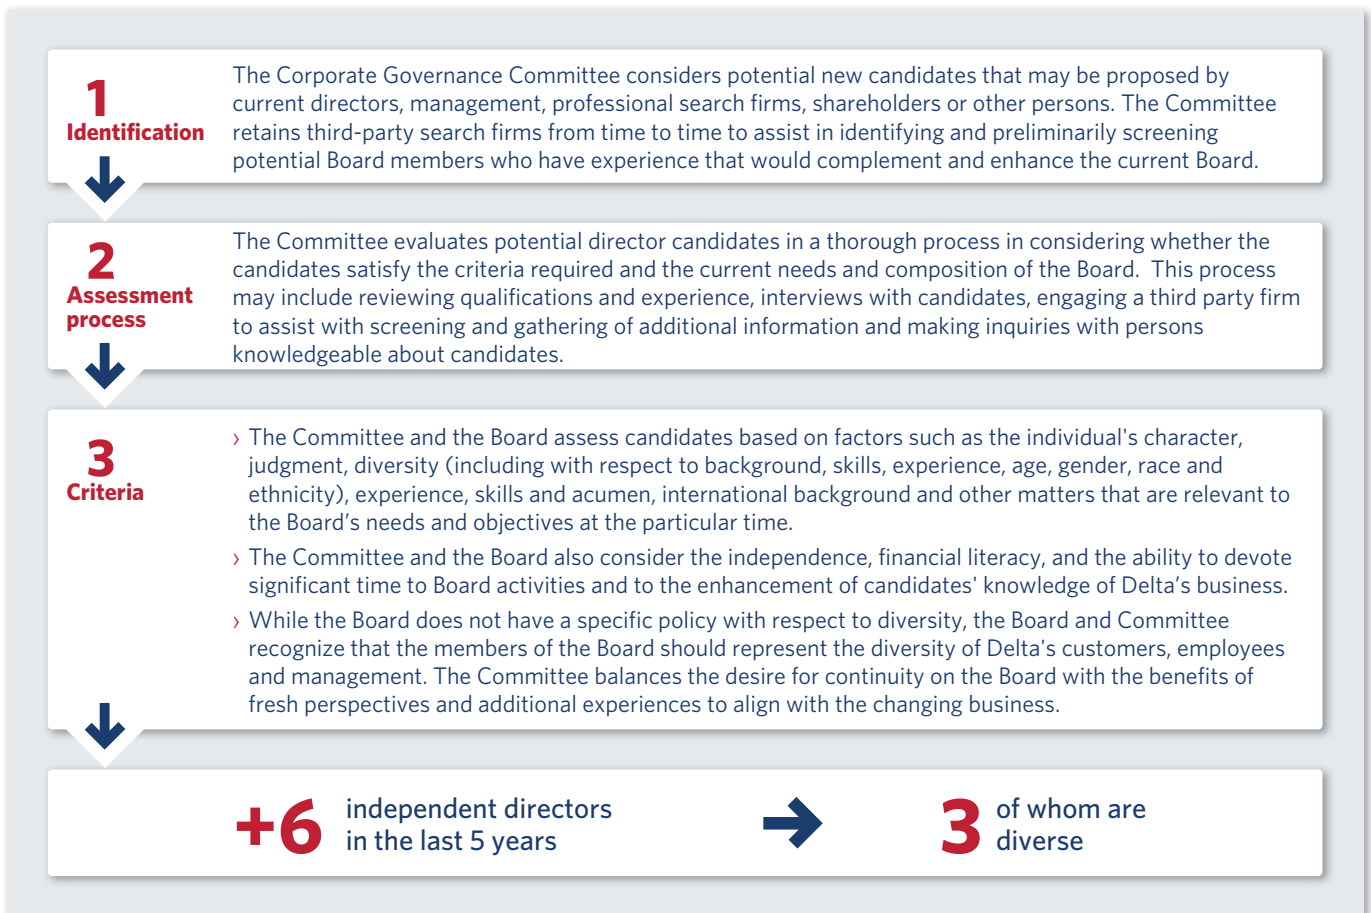 1
Identification
The Corporate Governance Committee considers potential new candidates that may be proposed by
current directors, management, professional search firms, shareholders or other persons. The Committee
retains third-party search firms from time to time to assist in identifying and preliminarily screening
potential Board members who have experience that would complement and enhance the current Board.
2
Assessment
process
The Committee evaluates potential director candidates in a thorough process in considering whether the
candidates satisfy the criteria required and the current needs and composition of the Board.  This process
may include reviewing qualifications and experience, interviews with candidates, engaging a third party firm
to assist with screening and gathering of additional information and making inquiries with persons
knowledgeable about candidates.
3
Criteria
› The Committee and the Board assess candidates based on factors such as the individual's character,
judgment, diversity (including with respect to background, skills, experience, age, gender, race and
ethnicity), experience, skills and acumen, international background and other matters that are relevant to
the Board’s needs and objectives at the particular time.
› The Committee and the Board also consider the independence, financial literacy, and the ability to devote
significant time to Board activities and to the enhancement of candidates' knowledge of Delta’s business.
› While the Board does not have a specific policy with respect to diversity, the Board and Committee
recognize that the members of the Board should represent the diversity of Delta's customers, employees
and management. The Committee balances the desire for continuity on the Board with the benefits of
fresh perspectives and additional experiences to align with the changing business.
+6
independent directors
in the last 5 years
3
of whom are
diverse